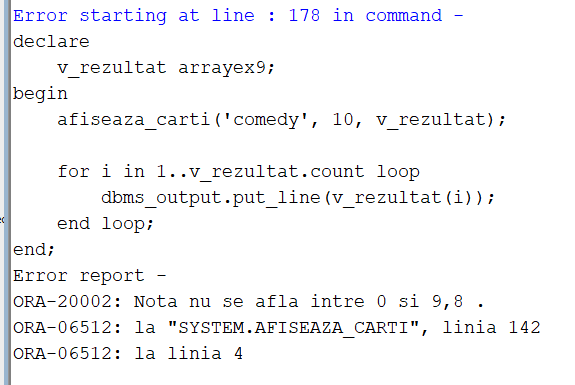 Error starting at line : 178 in command -
declare
    v_rezultat arrayex9;
begin
    afiseaza_carti('comedy', 10, v_rezultat);

    for i in 1..v_rezultat.count loop
        dbms_output.put_line(v_rezultat(i));
    end loop;
end;
Error report -
ORA-20002: Nota nu se afla intre 0 si 9,8 .
ORA-06512: la "SYSTEM.AFISEAZA_CARTI", linia 142
ORA-06512: la linia 4